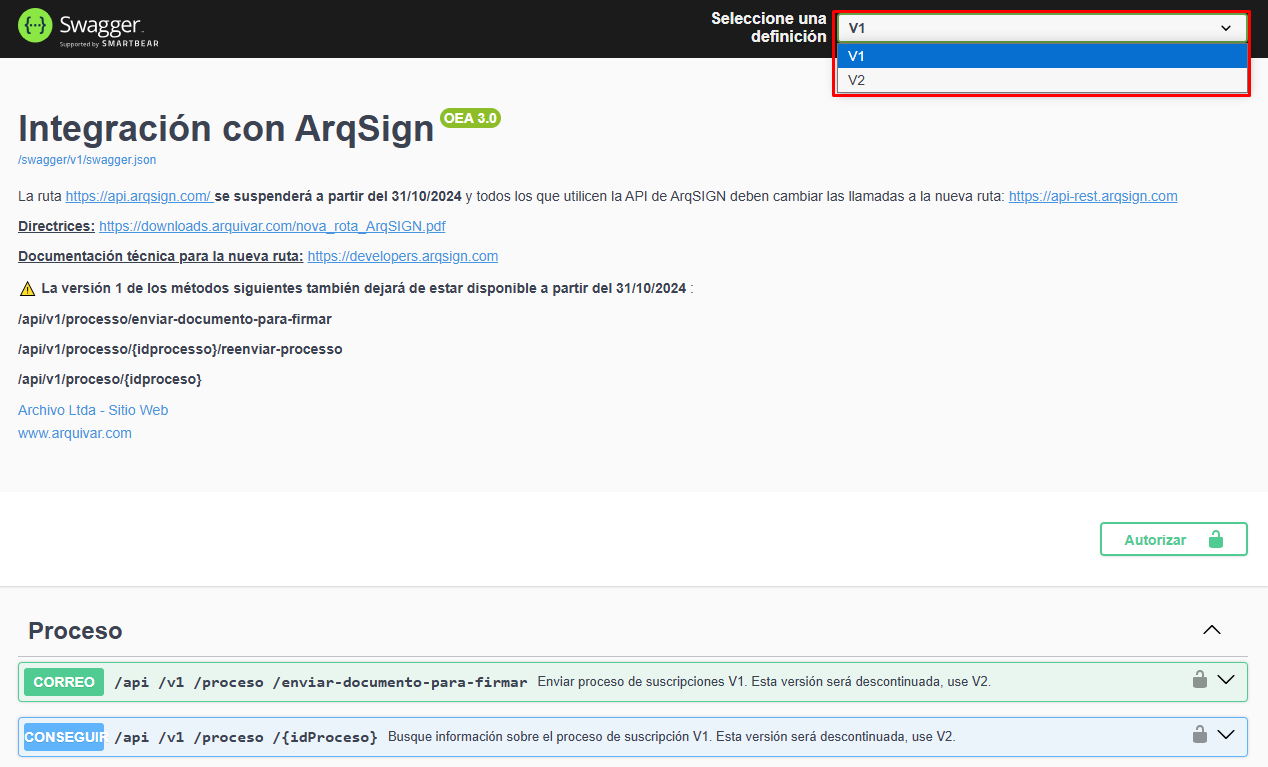 Swagger
Supported by SMARTBEAR
Seleccione una
definición
V1
V1
V2
Integración con ArqSign OEA 3.0
/swagger/v1/swagger.json
La ruta https://api.arqsign.com/ se suspenderá a partir del 31/10/2024 y todos los que utilicen la API de ArqSIGN deben cambiar las llamadas a la nueva ruta: https://api-rest.arqsign.com
Directrices: https://downloads.arquivar.com/nova_rota_ArqSIGN.pdf
Documentación técnica para la nueva ruta: https://developers.arqsign.com
La versión 1 de los métodos siguientes también dejará de estar disponible a partir del 31/10/2024 :
/api/v1/processo/enviar-documento-para-firmar
/api/v1/processo/{idprocesso}/reenviar-processo
/api/v1/proceso/{idproceso}
Archivo Ltda - Sitio Web
www.arquivar.com
Autorizar
Proceso
CORREO /api /v1 /proceso /enviar-documento-para-firmar Enviar proceso de suscripciones V1. Esta versión será descontinuada, use V2.
CONSEGUIR /api /v1 /proceso /{idProceso} Busque información sobre el proceso de suscripción V1. Esta versión será descontinuada, use V2.